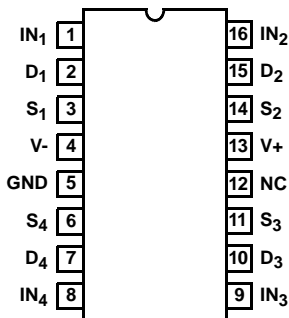 IN1 1 16 IN2
D1 2 15 D2
S1 3 14 S2
V- 4 13 V+
GND 5 12 NC
S4 6 11 S3
D4 7 10 D3
IN4 8 9 IN3